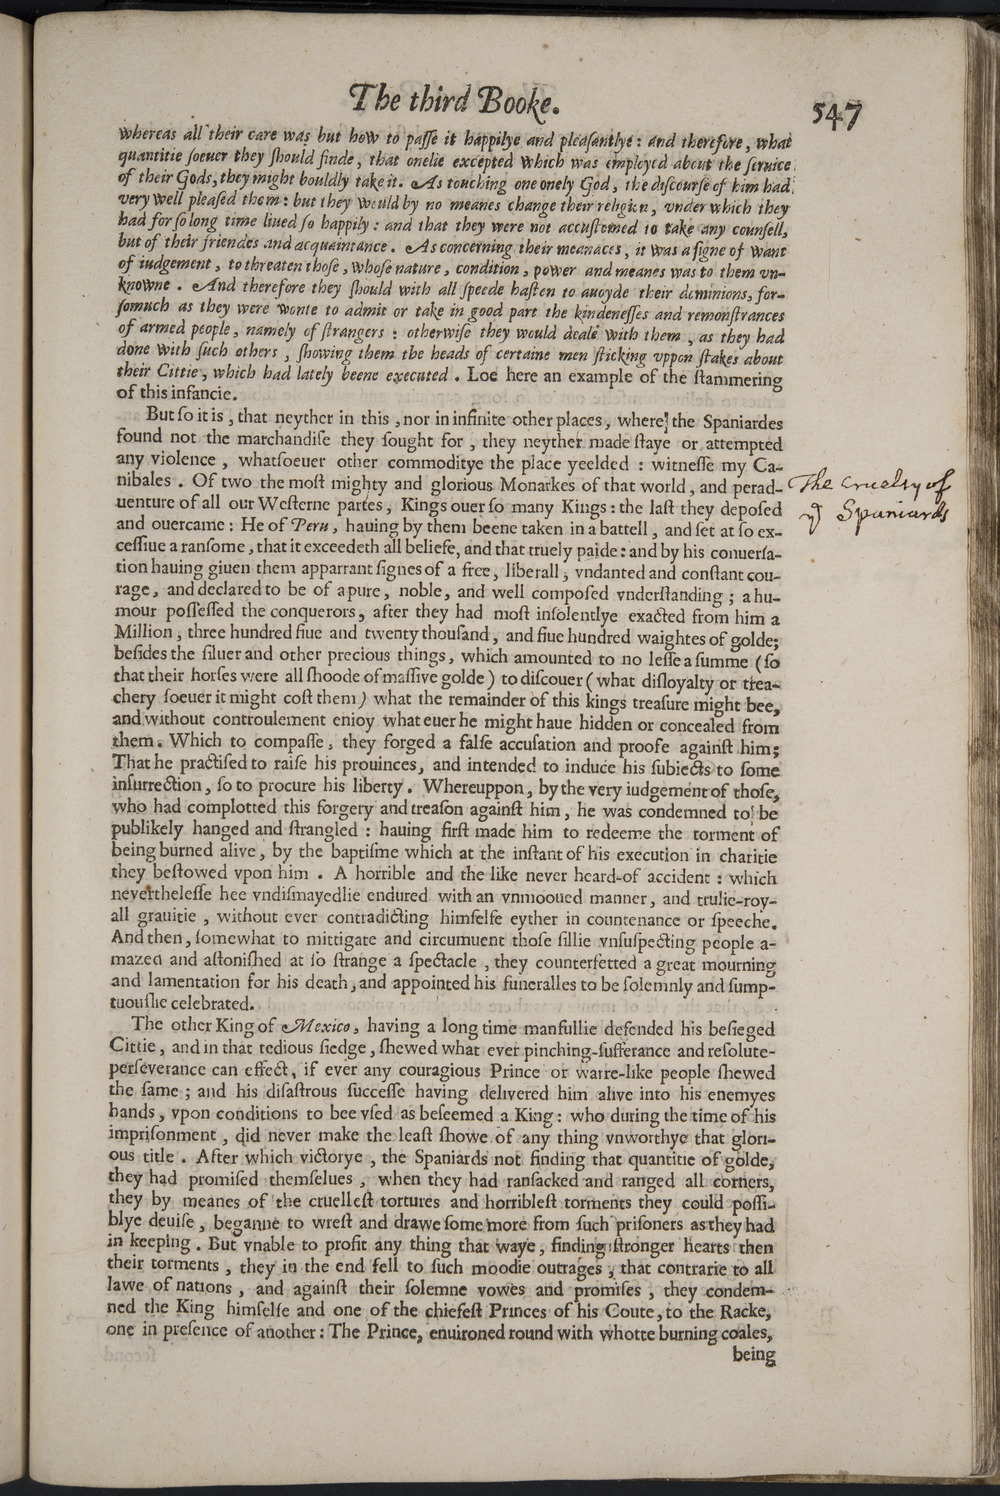 The third Booke.
547
whereas all their care was but how to paſſe it happilye and pleaſantlye: and therefore, what
quantitie ſoeuer they ſhould finde, that onelie excepted which was employed about the ſeruice
of their Gods, they might bouldly take it. As touching one onely God, the diſcourſe of him had
very well pleaſed them: but they would by no meanes change their religion, vnder which they
had for ſo long time liued ſo happily: and that they were not accuſtomed to take any counſell,
but of their friendes and acquaintance. As concerning their meanaces, it was a ſigne of want
of iudgement, to threaten thoſe, whoſe nature, condition, power and meanes was to them vn-
knowne. And therefore they ſhould with all ſpeede haſten to auoyde their dominions, for-
ſomuch as they were wonte to admit or take in good part the kindeneſſes and remonſtrances
of armed people, namely of ſtrangers: otherwiſe they would deale with them, as they had
done with ſuch others, ſhowing them the heads of certaine men ſticking vppon ſtakes about
their Cittie, which had lately beene executed. Loe here an example of the ſtammering
of this infancie.
But ſo it is, that neyther in this, nor in infinite other places, where the Spaniardes
found not the marchandiſe they ſought for, they neyther made ſtaye or attempted
any violence, whatſoeuer other commoditye the place yeelded: witneſſe my Ca-
nibales. Of two the moſt mighty and glorious Monarkes of that world, and perad-
uenture of all our Weſterne partes, Kings ouer ſo many Kings: the laſt they depoſed
and ouercame: He of Peru, hauing by them beene taken in a battell, and ſet at ſo ex-
ceſſiue a ranſome, that it exceedeth all beliefe, and that truely paide: and by his conuerſa-
tion hauing giuen them apparrant ſignes of a free, liberall, vndanted and conſtant cou-
rage, and declared to be of a pure, noble, and well compoſed vnderſtanding; a hu-
mour poſſeſſed the conquerors, after they had moſt inſolentlye exacted from him a
Million, three hundred fiue and twenty thouſand, and fiue hundred waightes of golde;
beſides the ſiluer and other precious things, which amounted to no leſſe a ſumme (ſo
that their horſes were all ſhoode of maſſive golde) to diſcouer (what diſloyalty or trea-
chery ſoeuer it might coſt them) what the remainder of this kings treaſure might bee,
and without controulement enioy what euer he might haue hidden or concealed from
them. Which to compaſſe, they forged a falſe accuſation and proofe againſt him;
That he practiſed to raiſe his prouinces, and intended to induce his ſubiects to ſome
inſurrection, ſo to procure his liberty. Whereuppon, by the very iudgement of thoſe,
who had complotted this forgery and treaſon againſt him, he was condemned to be
publikely hanged and ſtrangled: hauing firſt made him to redeeme the torment of
being burned alive, by the baptiſme which at the inſtant of his execution in charitie
they beſtowed vpon him. A horrible and the like never heard-of accident: which
nevertheleſſe hee vndiſmayedlie endured with an vnmooued manner, and trulie-roy-
all grauitie, without ever contradicting himſelfe eyther in countenance or ſpeeche.
And then, ſomewhat to mittigate and circumuent thoſe ſillie vnſuſpecting people a-
mazed and aſtoniſhed at ſo ſtrange a ſpectacle, they counterfetted a great mourning
and lamentation for his death, and appointed his funeralles to be ſolemnly and ſump-
tuouſlie celebrated.
The other King of Mexico, having a long time manfullie defended his beſieged
Cittie, and in that tedious ſiedge, ſhewed what ever pinching-ſufferance and reſolute-
perſeverance can effect, if ever any couragious Prince or warre-like people ſhewed
the ſame; and his diſaſtrous ſucceſſe having delivered him alive into his enemyes
hands, vpon conditions to bee vſed as beſeemed a King: who during the time of his
impriſonment, did never make the leaſt ſhowe of any thing vnworthye that glori-
ous title. After which victorye, the Spaniards not finding that quantitie of golde,
they had promiſed themſelues, when they had ranſacked and ranged all corners,
they by meanes of the cruelleſt tortures and horribleſt torments they could poſſi-
blye deuiſe, beganne to wreſt and drawe ſome more from ſuch priſoners as they had
in keeping. But vnable to profit any thing that waye, finding ſtronger hearts then
their torments, they in the end fell to ſuch moodie outrages, that contrarie to all
lawe of nations, and againſt their ſolemne vowes and promiſes, they condem-
ned the King himſelfe and one of the chiefeſt Princes of his Coute, to the Racke,
one in preſence of another: The Prince, enuironed round with whotte burning coales,
being
The cruelty of
yͤ Spaniards